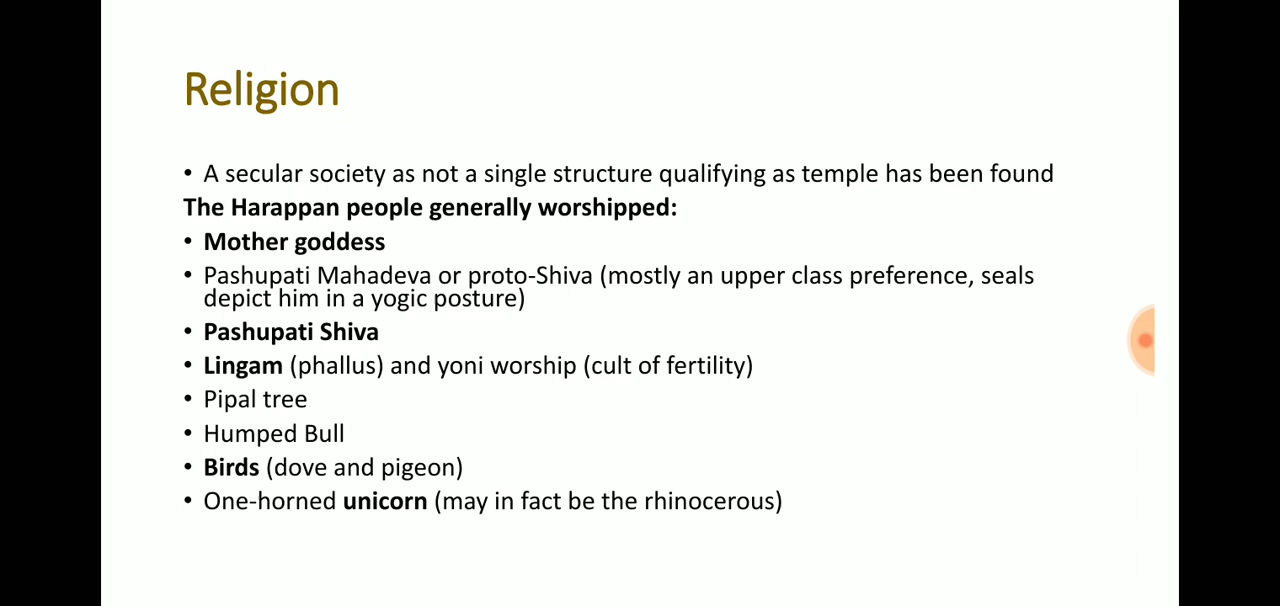 Religion
• A secular society as not a single structure qualifying as temple has been found
The Harappan people generally worshipped:
• Mother goddess
• Pashupati Mahadeva or proto-Shiva (mostly an upper class preference, seals
depict him in a yogic posture)
• Pashupati Shiva
• Lingam (phallus) and yoni worship (cult of fertility)
• Pipal tree
• Humped Bull
• Birds (dove and pigeon)
• One-horned unicorn (may in fact be the rhinocerous)